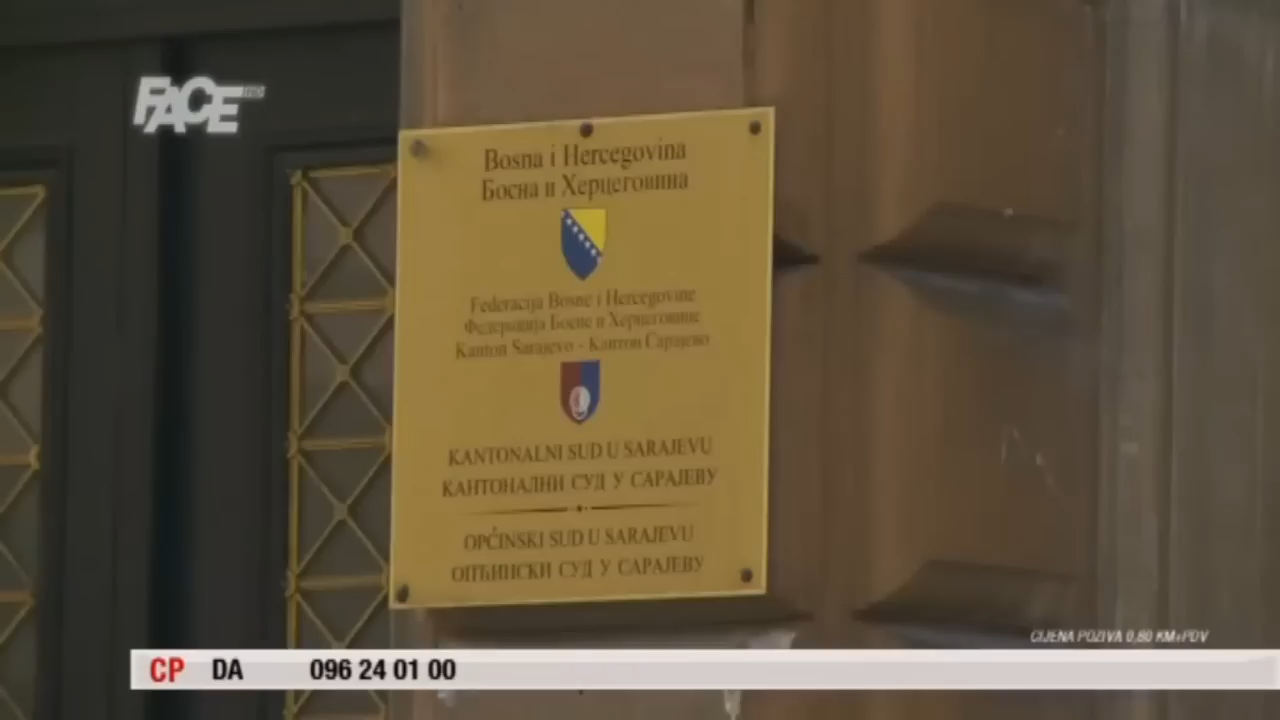 FACE HD
Bosna i Hercegovina
Босна и Херцеговина
Federacija Bosne i Hercegovine
Федерација Босне и Херцеговине
Kanton Sarajevo - Кантон Сарајево
KANTONALNI SUD U SARAJEVU
КАНТОНАЛНИ СУД У САРАЈЕВУ
OPĆINSKI SUD U SARAJEVU
ОПЋИНСКИ СУД У САРАЈЕВУ
CIJENA POZIVA 0,80 KM+PDV
CP DA 096 24 01 00